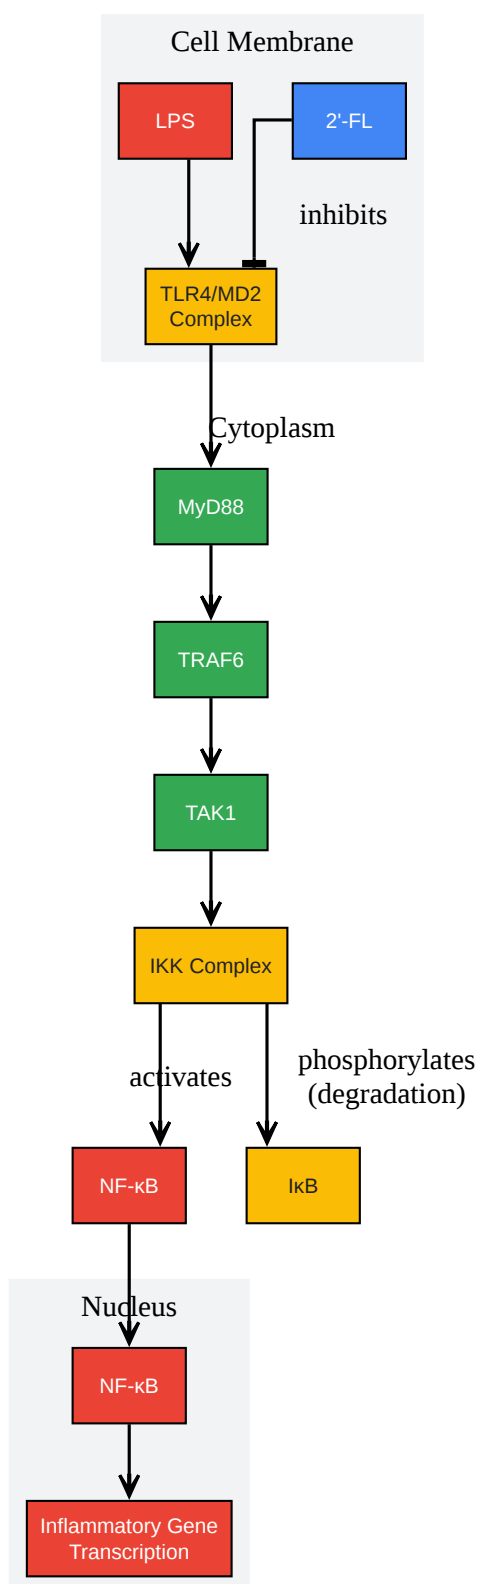 Cell Membrane
LPS
2'-FL
inhibits
TLR4/MD2
Complex
Cytoplasm
MyD88
TRAF6
TAK1
IKK Complex
activates
phosphorylates
(degradation)
NF-κB
IκB
Nucleus
NF-κB
Inflammatory Gene
Transcription